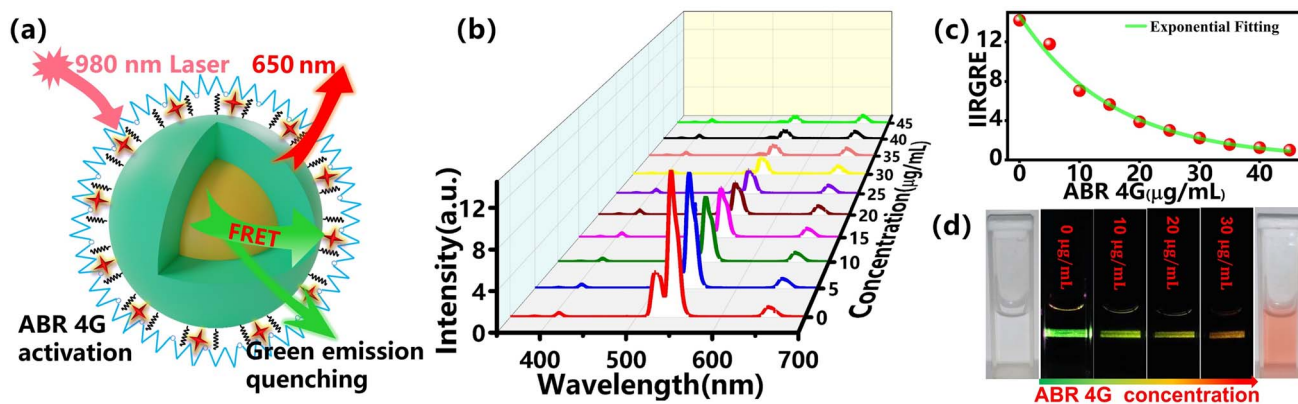 (a)
980 nm Laser
650 nm
FRET
ABR 4G
activation
Green emission
quenching
(b)
Intensity(a.u.)
12
8
4
0
400
500
600
700
Wavelength(nm)
0
5
10
15
20
25
30
35
40
45
Concentration(μg/mL)
(c)
Exponential Fitting
IIRGRE
12
8
4
0
0
10
20
30
40
ABR 4G(μg/mL)
(d)
0 μg/mL
10 μg/mL
20 μg/mL
30 μg/mL
ABR 4G concentration